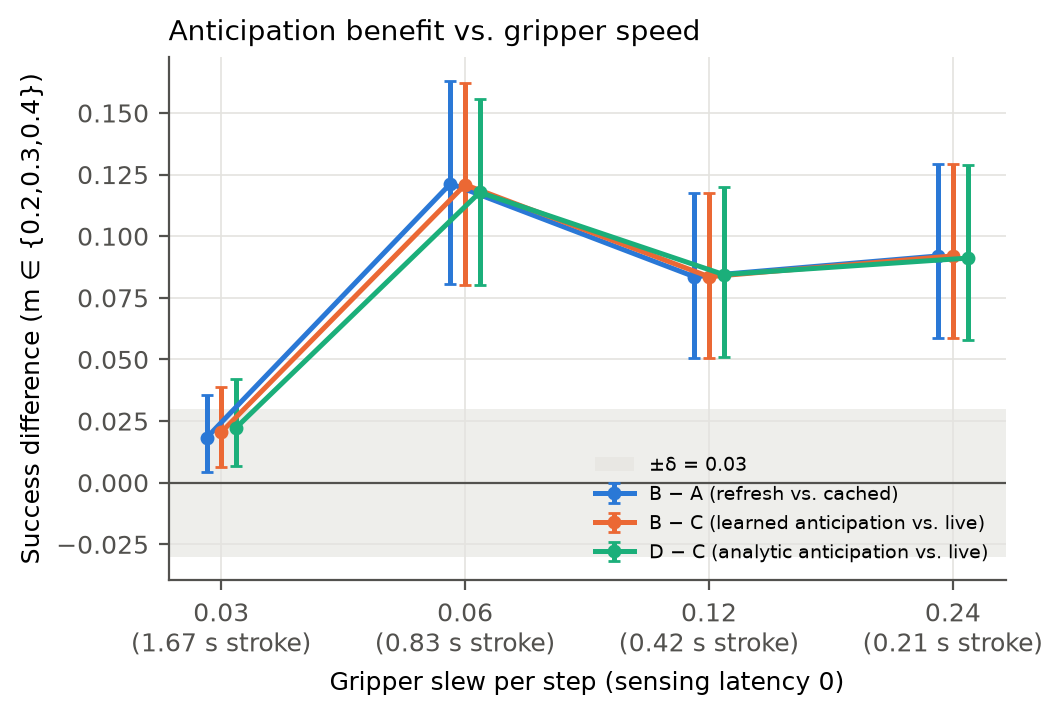 Anticipation benefit vs. gripper speed
Success difference (m ∈ {0.2,0.3,0.4})
0.150
0.125
0.100
0.075
0.050
0.025
0.000
−0.025
±δ = 0.03
B − A (refresh vs. cached)
B − C (learned anticipation vs. live)
D − C (analytic anticipation vs. live)
0.03 0.06 0.12 0.24
(1.67 s stroke) (0.83 s stroke) (0.42 s stroke) (0.21 s stroke)
Gripper slew per step (sensing latency 0)